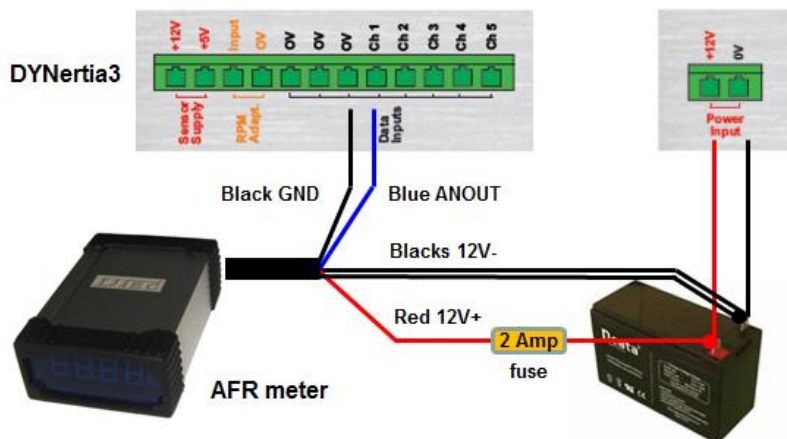 DYNertia3
+12V
+5V
Input
0V
0V
0V
0V
Ch 1
Ch 2
Ch 3
Ch 4
Ch 5
Sensor
Supply
RPM
Adapt.
Data
Inputs
+12V
0V
Power
Input
Black GND
Blue ANOUT
Blacks 12V-
Red 12V+
2 Amp
fuse
AFR meter